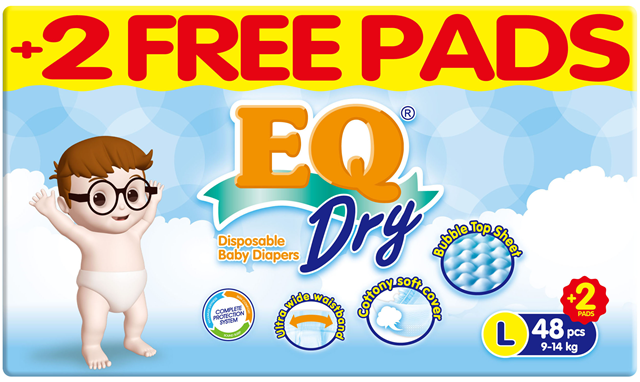 +2 FREE PADS
EQ®
Dry
Disposable
Baby Diapers
Bubble Top Sheet
Cottony soft cover
Ultra wide waistband
COMPLETE
PROTECTION
SYSTEM
+2
PADS
L
48 pcs
9-14 kg